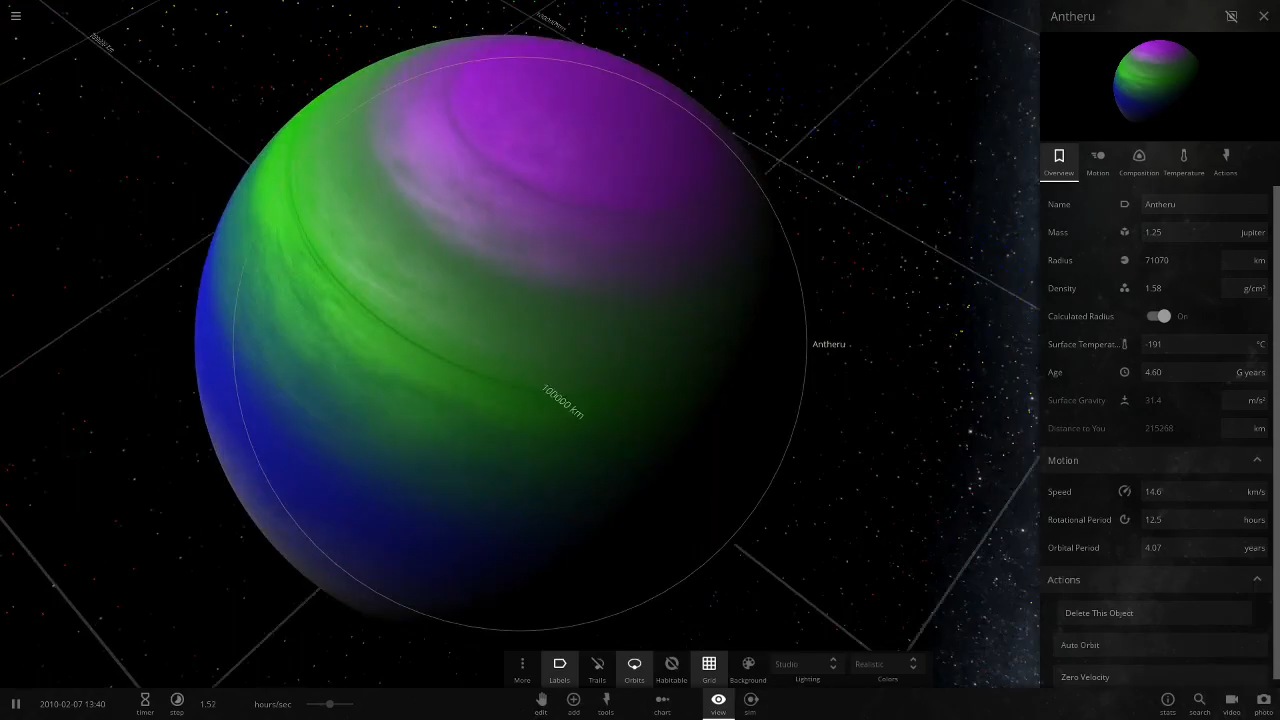 Antheru
Overview
Motion
Composition
Temperature
Actions
Name
Antheru
Mass
1.25
Jupiter
Radius
71070
km
Density
1.58
g/cm³
Calculated Radius
On
Surface Temperat...
-191
°C
Age
4.60
G years
Surface Gravity
31.4
m/s²
Distance to You
215268
km
Motion
Speed
14.6
km/s
Rotational Period
12.5
hours
Orbital Period
4.07
years
Actions
Delete This Object
Auto Orbit
Zero Velocity
Antheru
100000 km
More
Labels
Trails
Orbits
Habitable
Grid
Background
Studio
Lighting
Realistic
Colors
2010-02-07 13:40
timer
step
1.52
hours/sec
edit
add
tools
chart
view
sim
stats
search
video
photo